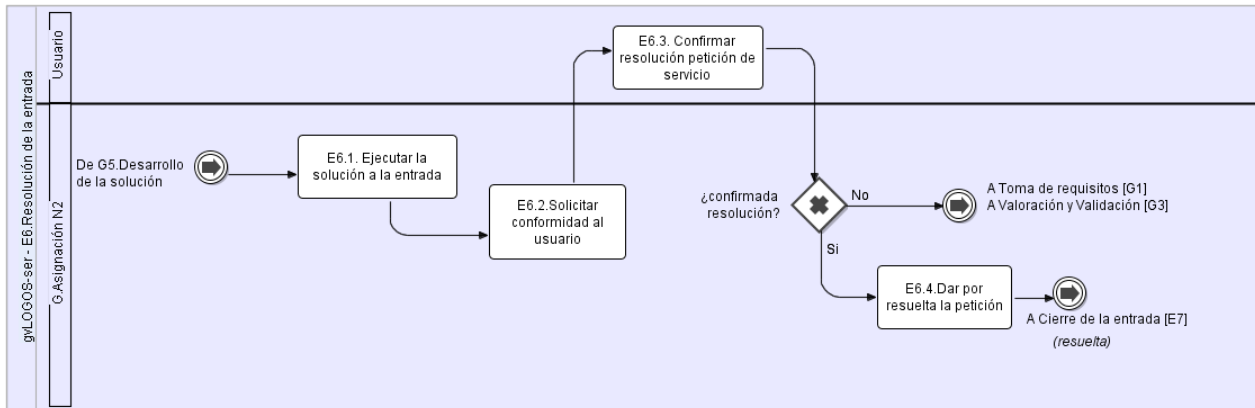 gvLOGOS-ser - E6.Resolución de la entrada
Usuario
E6.3. Confirmar
resolución petición de
servicio
G.Asignación N2
De G5.Desarrollo
de la solución
E6.1. Ejecutar la
solución a la entrada
E6.2.Solicitar
conformidad al
usuario
¿confirmada
resolución?
No
A Toma de requisitos [G1]
A Valoración y Validación [G3]
Si
E6.4.Dar por
resuelta la petición
A Cierre de la entrada [E7]
(resuelta)